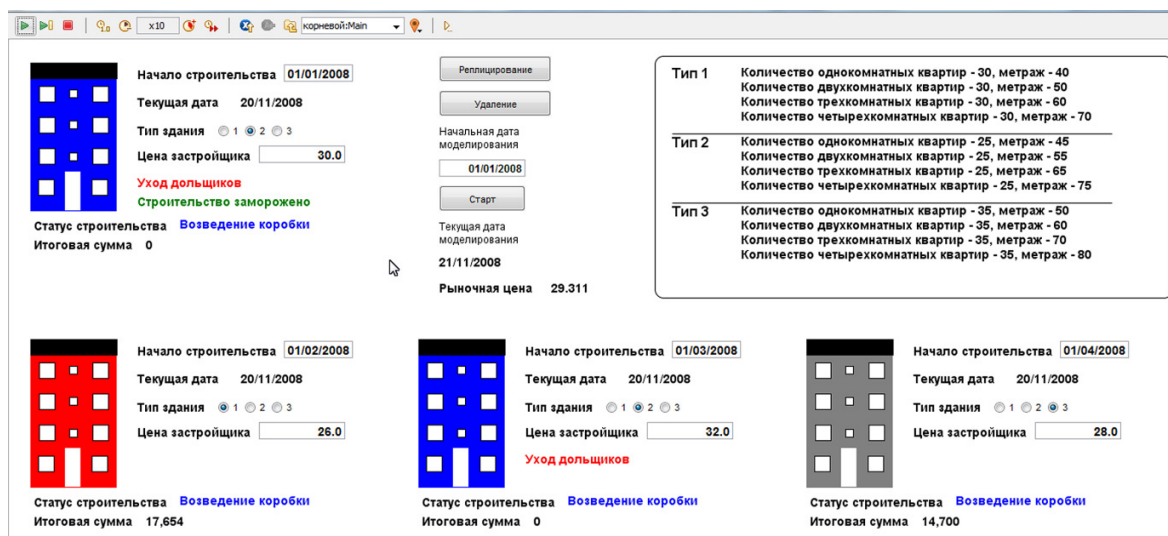 x10 корневой:Main
Начало строительства 01/01/2008
Текущая дата 20/11/2008
Тип здания 1 2 3
Цена застройщика 30.0
Уход дольщиков
Строительство заморожено
Статус строительства Возведение коробки
Итоговая сумма 0
Реплицирование
Удаление
Начальная дата
моделирования
01/01/2008
Старт
Текущая дата
моделирования
21/11/2008
Рыночная цена 29.311
Тип 1 Количество однокомнатных квартир - 30, метраж - 40
Количество двухкомнатных квартир - 30, метраж - 50
Количество трехкомнатных квартир - 30, метраж - 60
Количество четырехкомнатных квартир - 30, метраж - 70
Тип 2 Количество однокомнатных квартир - 25, метраж - 45
Количество двухкомнатных квартир - 25, метраж - 55
Количество трехкомнатных квартир - 25, метраж - 65
Количество четырехкомнатных квартир - 25, метраж - 75
Тип 3 Количество однокомнатных квартир - 35, метраж - 50
Количество двухкомнатных квартир - 35, метраж - 60
Количество трехкомнатных квартир - 35, метраж - 70
Количество четырехкомнатных квартир - 35, метраж - 80
Начало строительства 01/02/2008
Текущая дата 20/11/2008
Тип здания 1 2 3
Цена застройщика 26.0
Статус строительства Возведение коробки
Итоговая сумма 17,654
Начало строительства 01/03/2008
Текущая дата 20/11/2008
Тип здания 1 2 3
Цена застройщика 32.0
Уход дольщиков
Статус строительства Возведение коробки
Итоговая сумма 0
Начало строительства 01/04/2008
Текущая дата 20/11/2008
Тип здания 1 2 3
Цена застройщика 28.0
Статус строительства Возведение коробки
Итоговая сумма 14,700